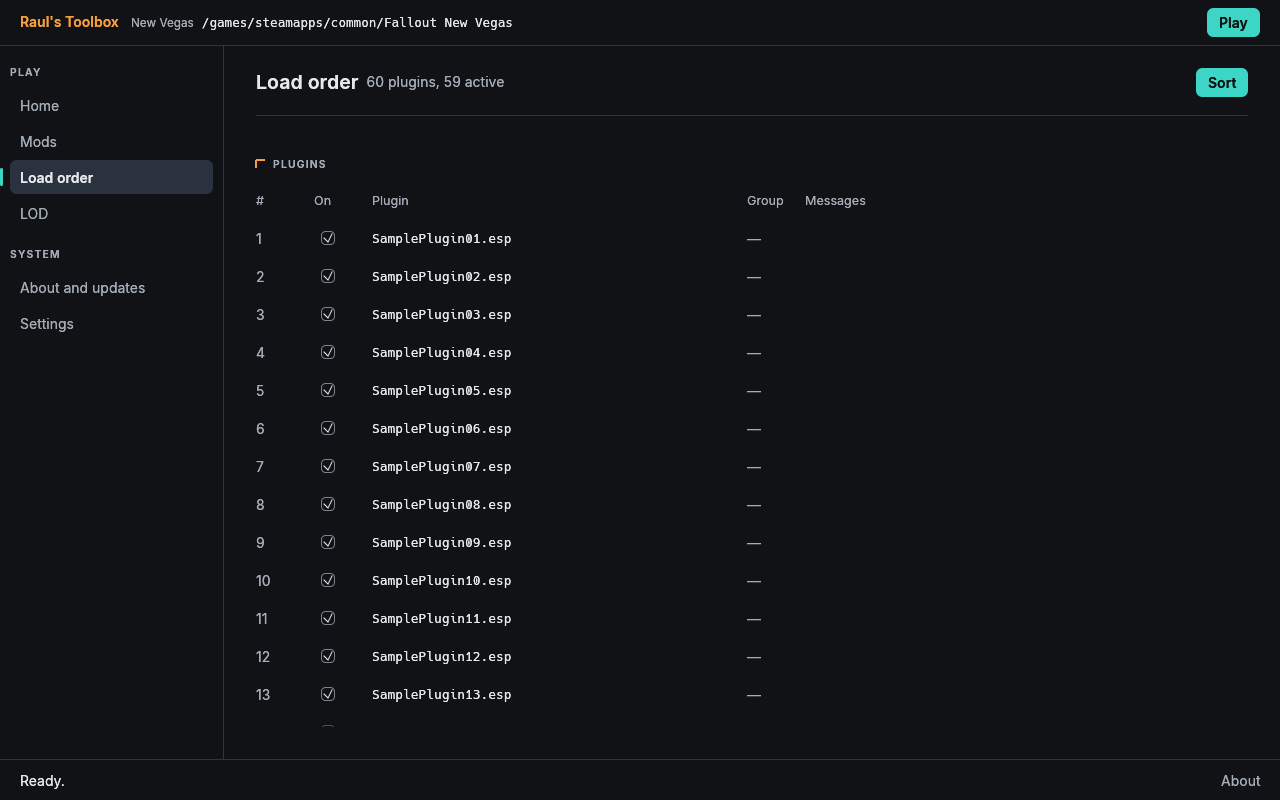 Raul's Toolbox New Vegas /games/steamapps/common/Fallout New Vegas Play
PLAY
Home
Mods
Load order
LOD
SYSTEM
About and updates
Settings
Load order 60 plugins, 59 active Sort
PLUGINS
# On Plugin Group Messages
1 SamplePlugin01.esp —
2 SamplePlugin02.esp —
3 SamplePlugin03.esp —
4 SamplePlugin04.esp —
5 SamplePlugin05.esp —
6 SamplePlugin06.esp —
7 SamplePlugin07.esp —
8 SamplePlugin08.esp —
9 SamplePlugin09.esp —
10 SamplePlugin10.esp —
11 SamplePlugin11.esp —
12 SamplePlugin12.esp —
13 SamplePlugin13.esp —
Ready. About